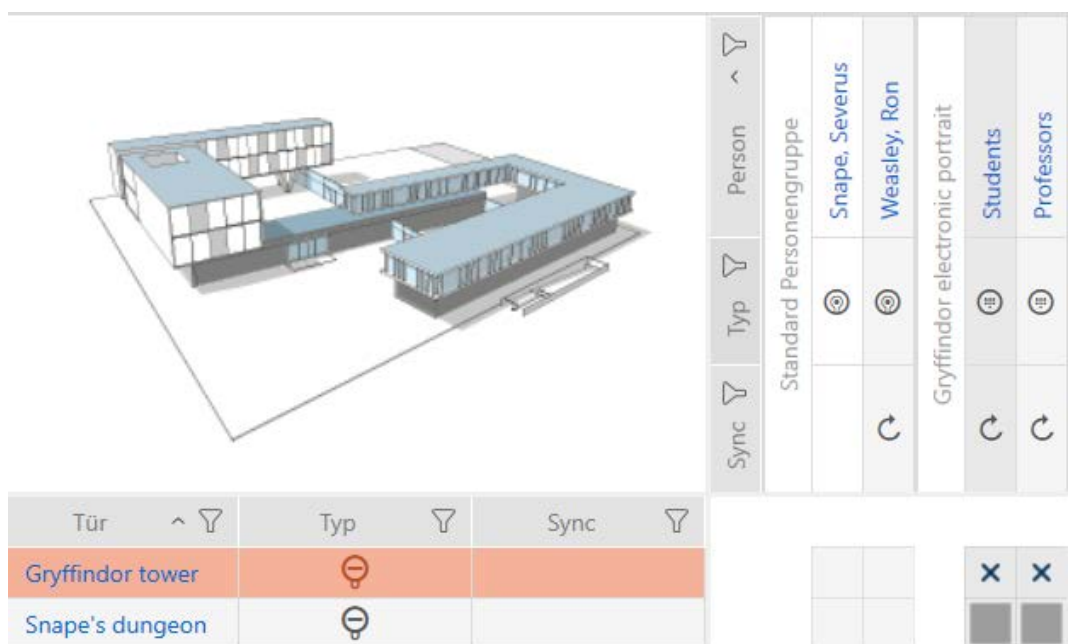 Person
Typ
Sync
Standard Personengruppe
Snape, Severus
Weasley, Ron
Gryffindor electronic portrait
Students
Professors
Tür Typ Sync
Gryffindor tower
Snape's dungeon